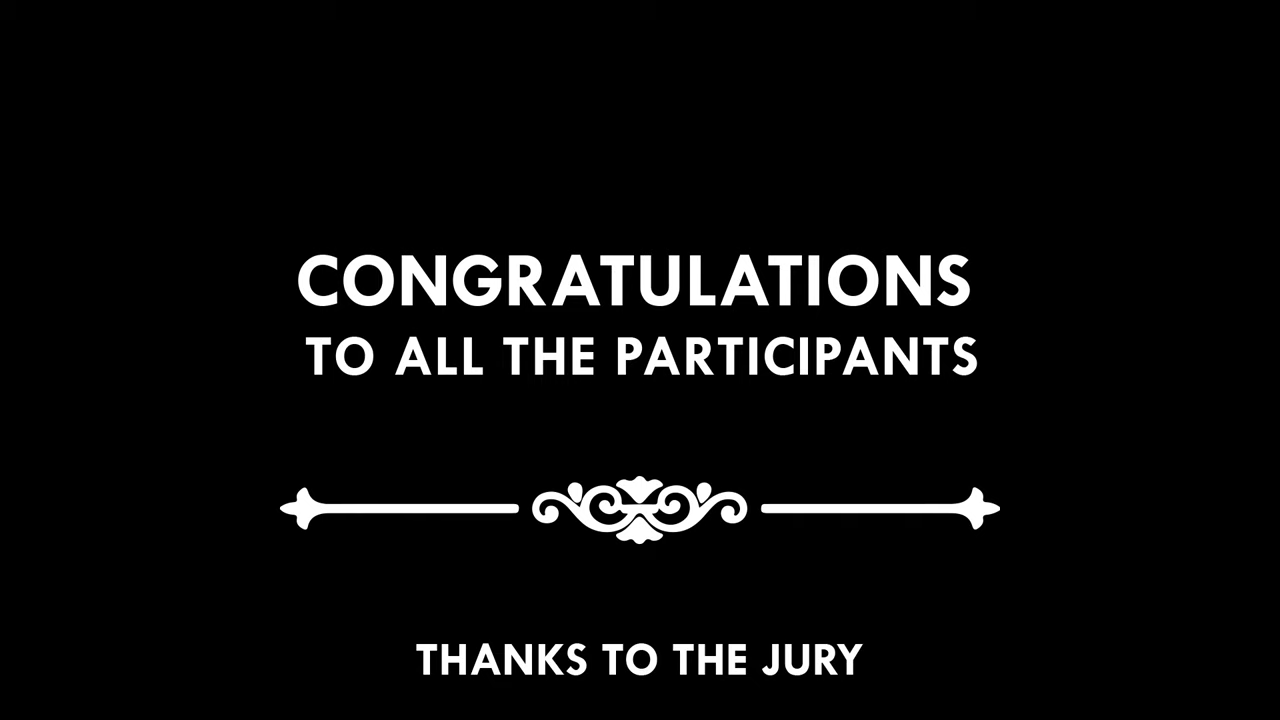 CONGRATULATIONS
TO ALL THE PARTICIPANTS
THANKS TO THE JURY